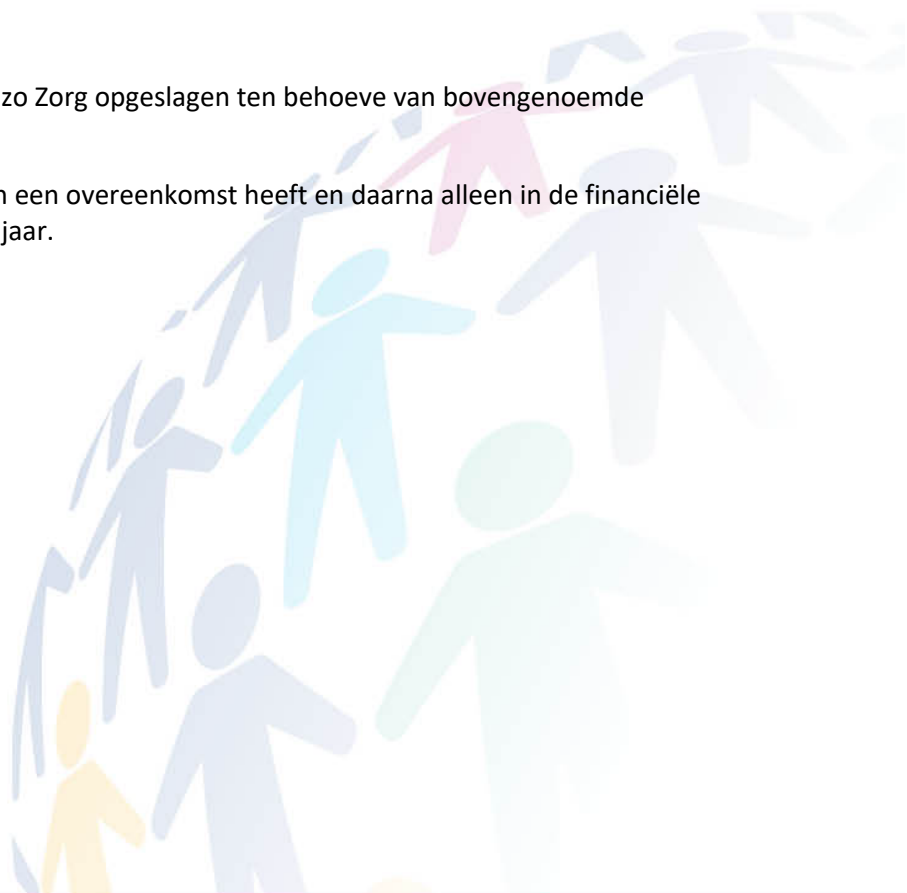 zo Zorg opgeslagen ten behoeve van bovengenoemde
een overeenkomst heeft en daarna alleen in de financiële
jaar.